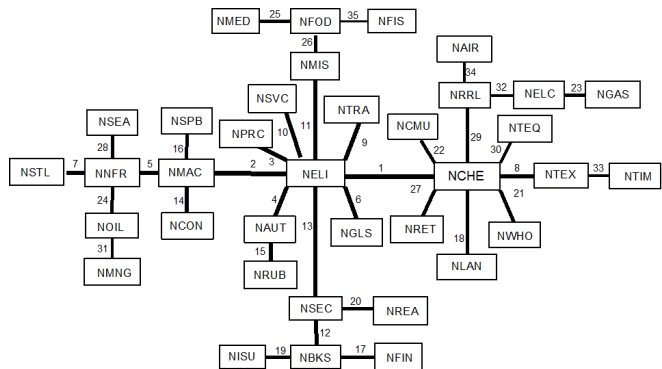 NMED 25 NFOD 35 NFIS
26
NMIS
NAIR
34
NRRL 32 NELC 23 NGAS
NSEA NSPB NSVC NTRA NCMU NTEQ
28 16 NPRC 10 11 9 22 29 30
3
NSTL 7 NNFR 5 NMAC 2 NELI 1 NCHE 8 NTEX 33 NTIM
24 14 4 13 6 27 21
NOIL NCON NAUT NGLS NRET 18 NWHO
31 15
NMNG NRUB NLAN
NSEC 20 NREA
12
NISU 19 NBKS 17 NFIN